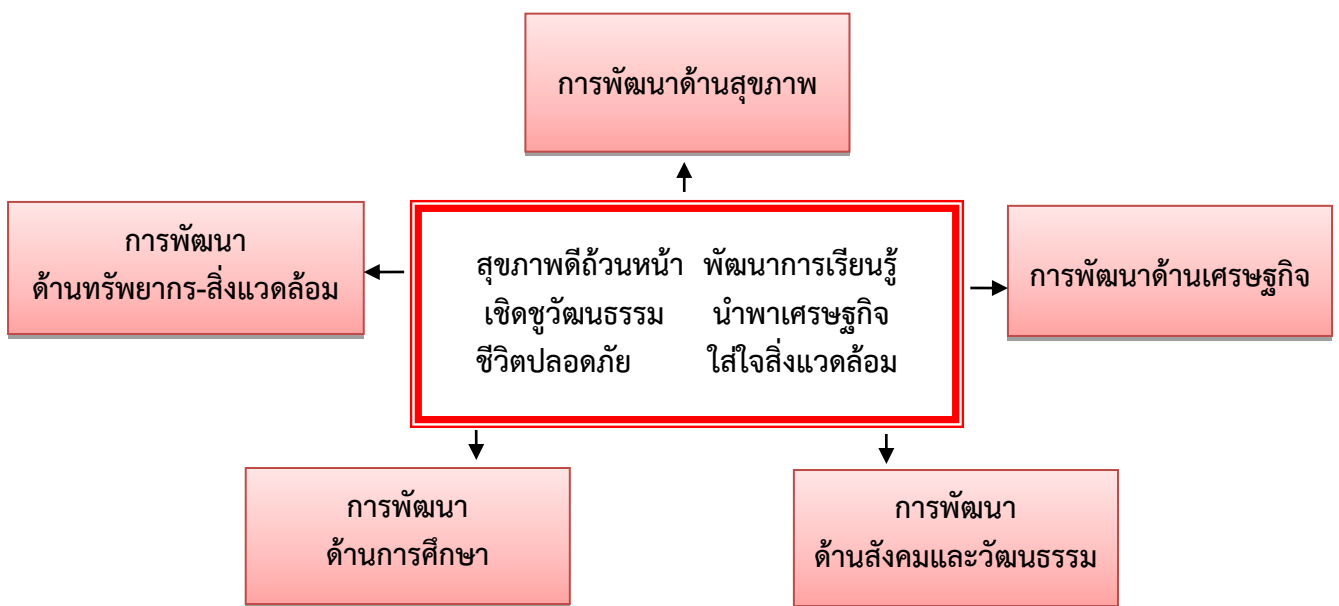 การพัฒนาด้านสุขภาพ
การพัฒนา
ด้านทรัพยากร-สิ่งแวดล้อม
สุขภาพดีถ้วนหน้า พัฒนาการเรียนรู้
เชิดชูวัฒนธรรม นำพาเศรษฐกิจ
ชีวิตปลอดภัย ใส่ใจสิ่งแวดล้อม
การพัฒนาด้านเศรษฐกิจ
การพัฒนา
ด้านการศึกษา
การพัฒนา
ด้านสังคมและวัฒนธรรม